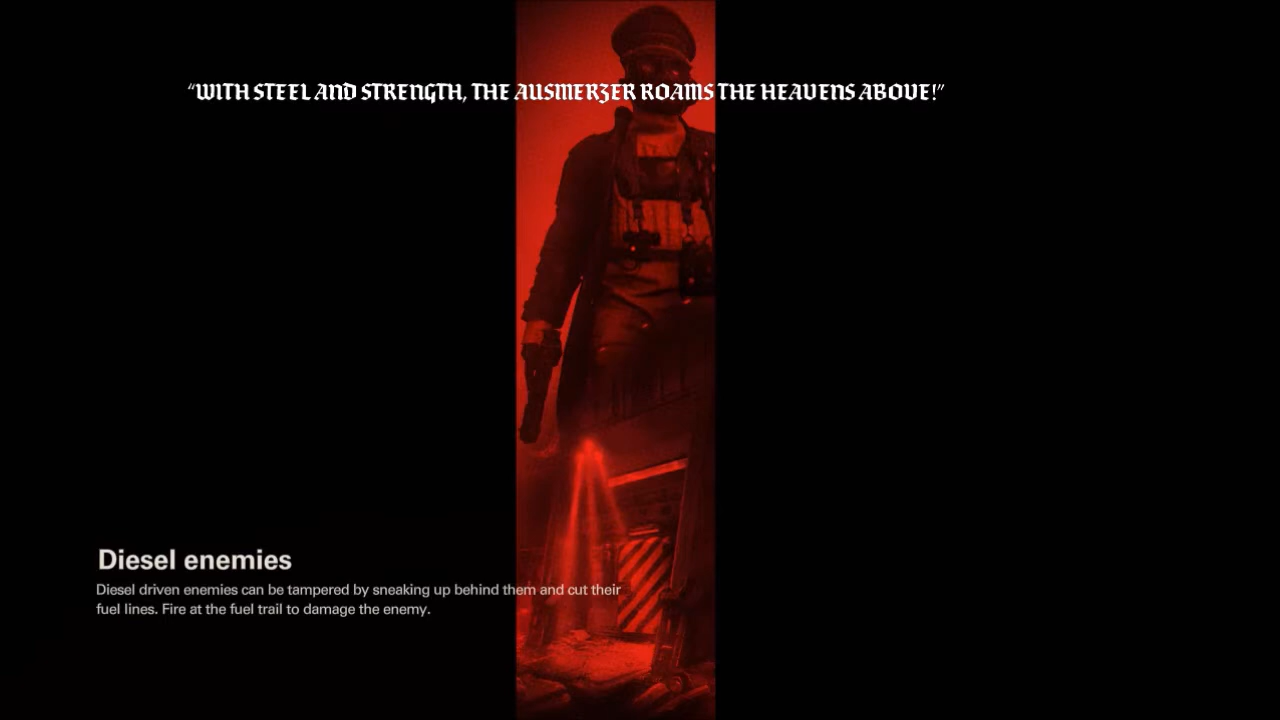 “WITH STEEL AND STRENGTH, THE AUSMERZER ROAMS THE HEAVENS ABOVE!”
Diesel enemies
Diesel driven enemies can be tampered by sneaking up behind them and cut their
fuel lines. Fire at the fuel trail to damage the enemy.